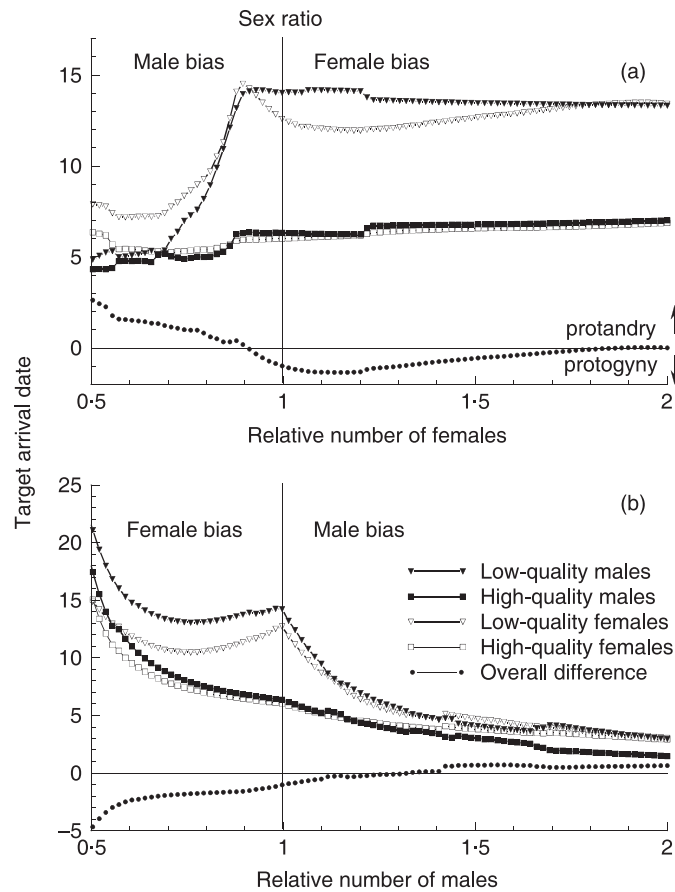 Sex ratio
Male bias
Female bias
(a)
15
10
5
0
protandry
protogyny
0·5
1
1·5
2
Relative number of females
Target arrival date
25
(b)
20
Female bias
Male bias
15
10
5
0
−5
Low-quality males
High-quality males
Low-quality females
High-quality females
Overall difference
0·5
1
1·5
2
Relative number of males